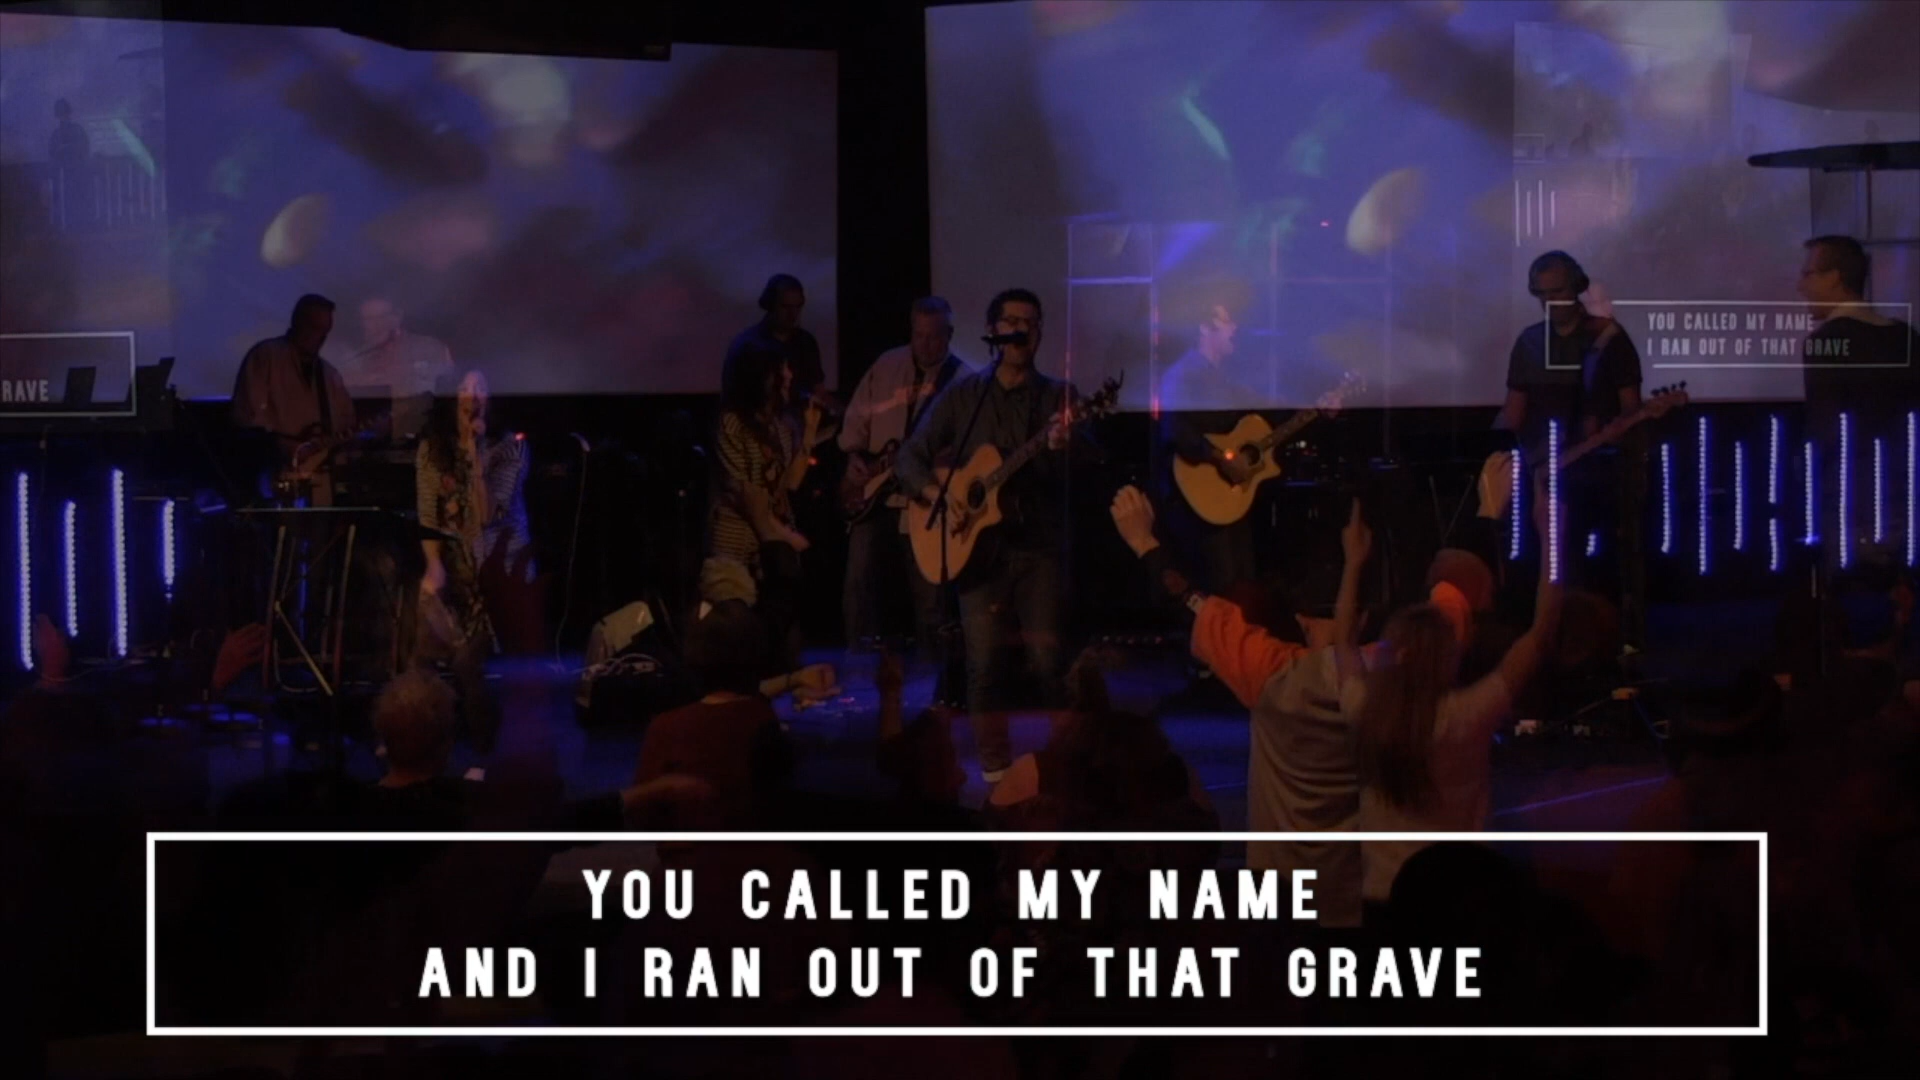 RAVE
YOU CALLED MY NAME
I RAN OUT OF THAT GRAVE
YOU CALLED MY NAME
AND I RAN OUT OF THAT GRAVE